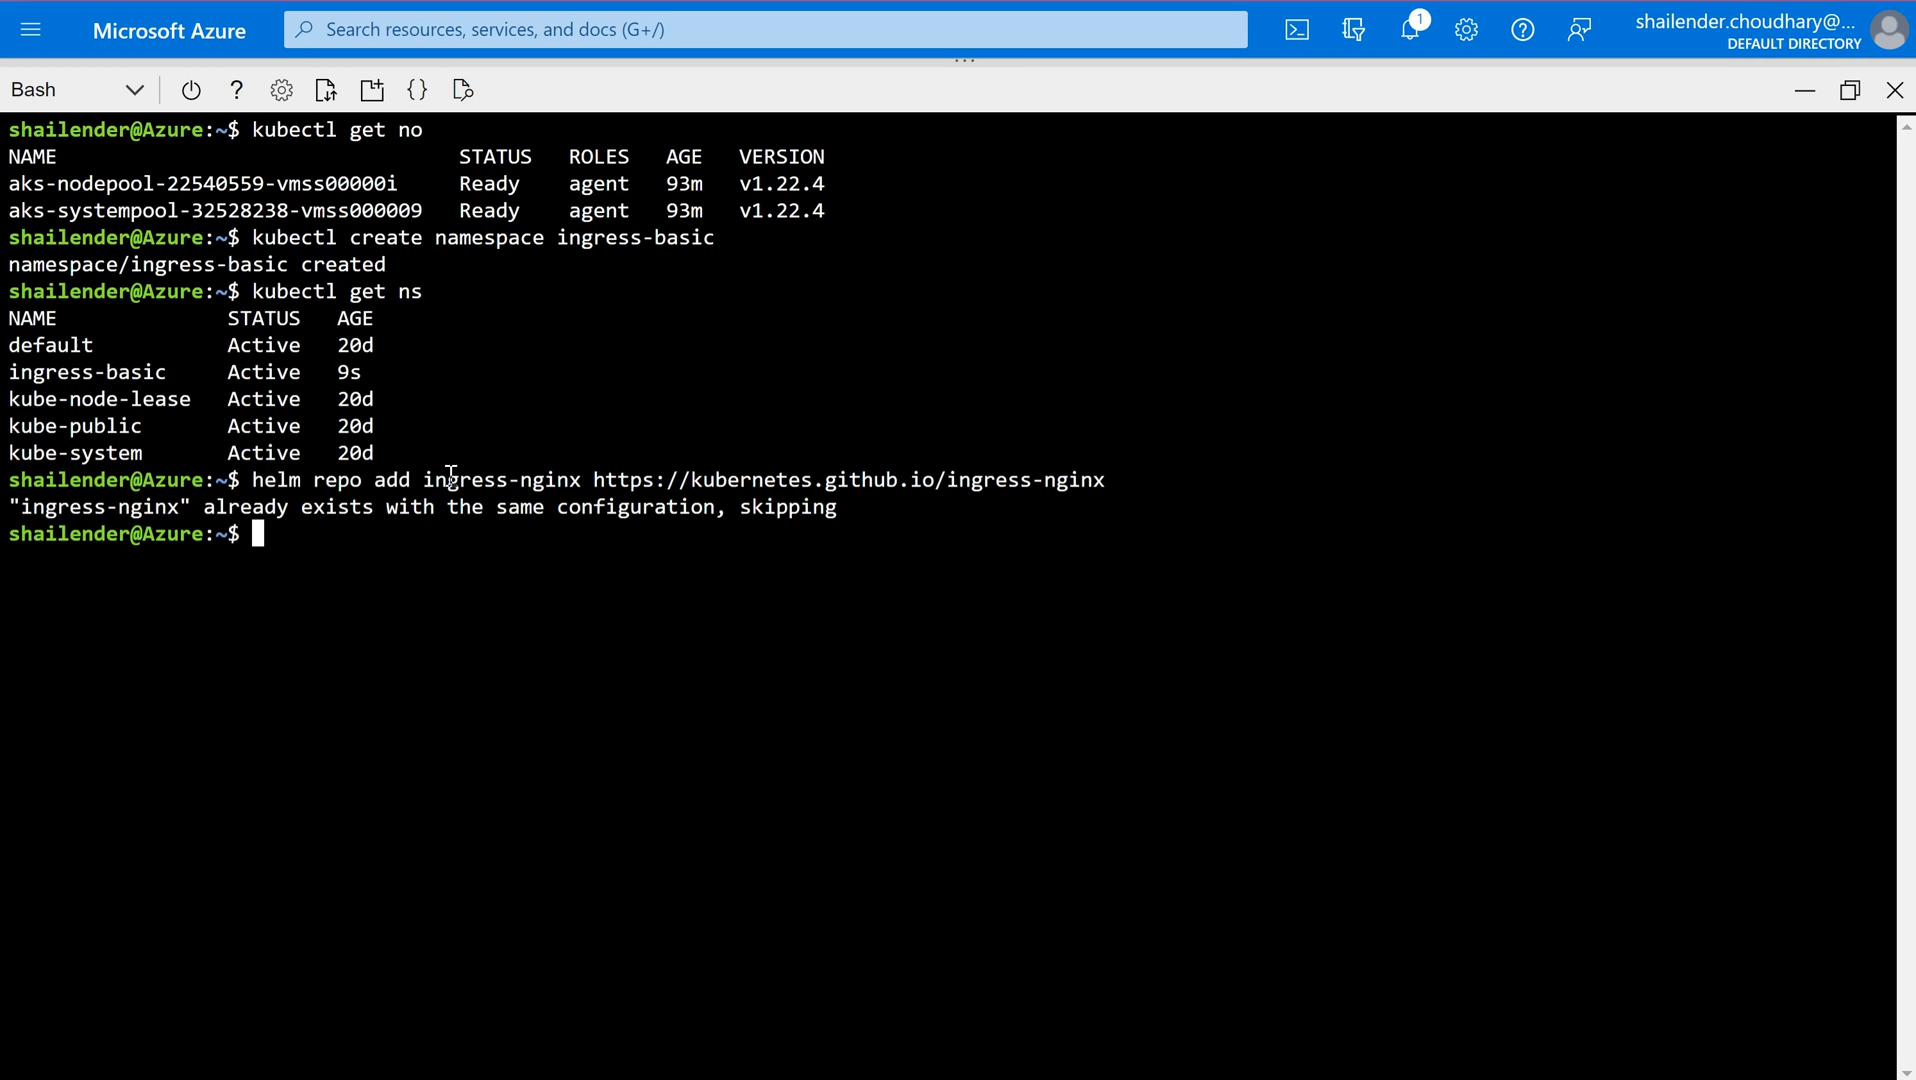 Microsoft Azure
Search resources, services, and docs (G+/)
1
shailender.choudhary@...
DEFAULT DIRECTORY
Bash
shailender@Azure:~$ kubectl get no
NAME STATUS ROLES AGE VERSION
aks-nodepool-22540559-vmss00000i Ready agent 93m v1.22.4
aks-systempool-32528238-vmss000009 Ready agent 93m v1.22.4
shailender@Azure:~$ kubectl create namespace ingress-basic
namespace/ingress-basic created
shailender@Azure:~$ kubectl get ns
NAME STATUS AGE
default Active 20d
ingress-basic Active 9s
kube-node-lease Active 20d
kube-public Active 20d
kube-system Active 20d
shailender@Azure:~$ helm repo add ingress-nginx https://kubernetes.github.io/ingress-nginx
"ingress-nginx" already exists with the same configuration, skipping
shailender@Azure:~$